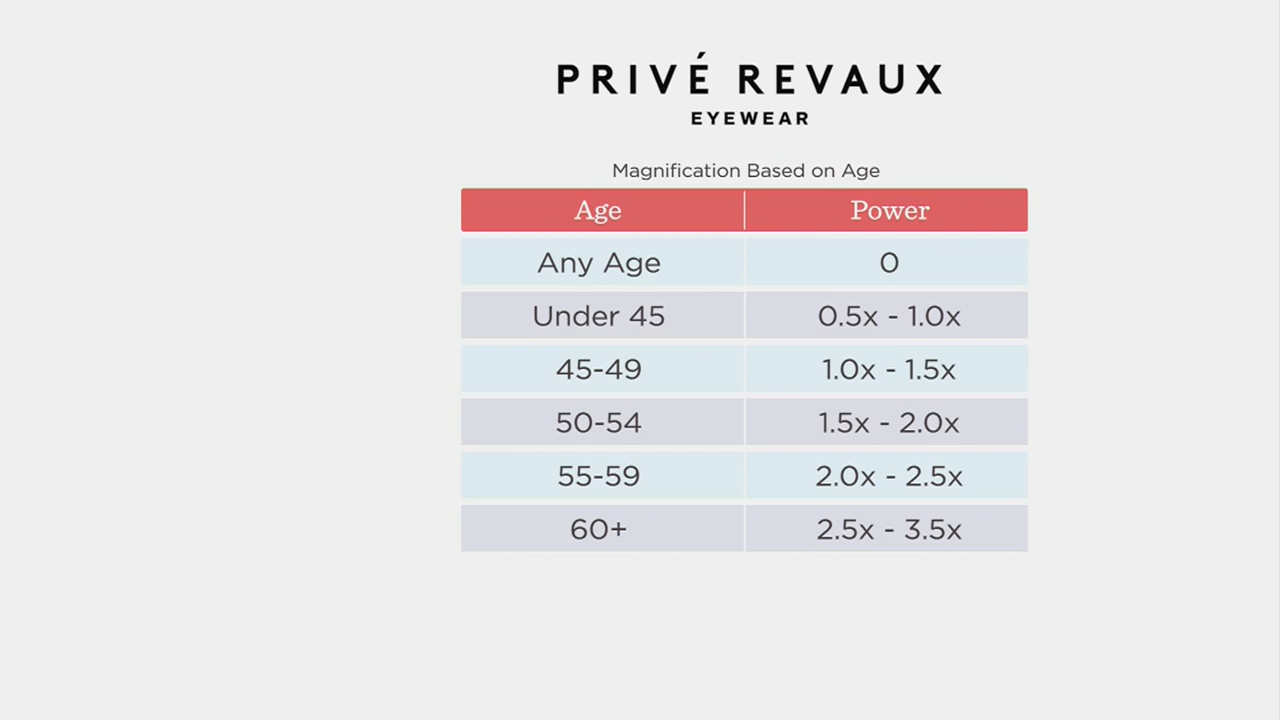 PRIVÉ REVAUX
EYEWEAR
Magnification Based on Age
Age Power
Any Age 0
Under 45 0.5x - 1.0x
45-49 1.0x - 1.5x
50-54 1.5x - 2.0x
55-59 2.0x - 2.5x
60+ 2.5x - 3.5x